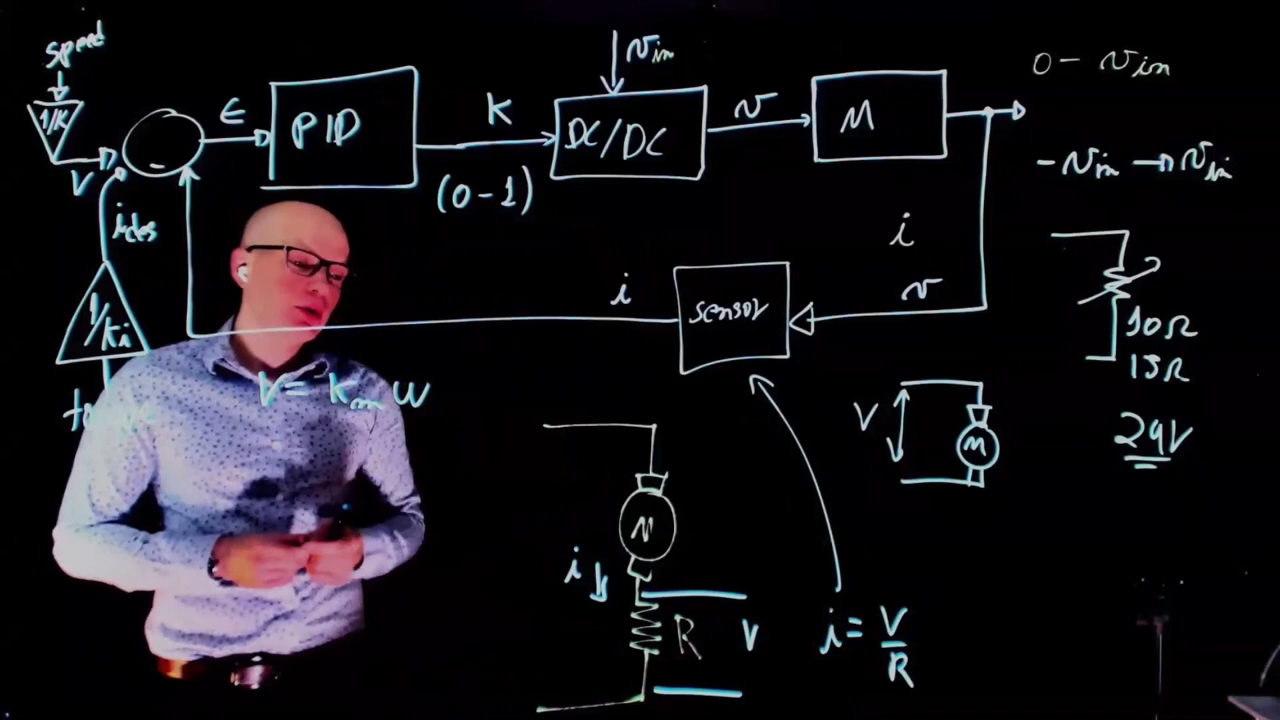 speed
1/K
V
ides
1/Ki
ϵ
PID
K
(0-1)
vin
DC/DC
v
M
0 - vin
-vin → vin
i
v
sensor
i
10Ω
15Ω
24V
V
M
V = Km ω
M
i
R
V
i = V/R